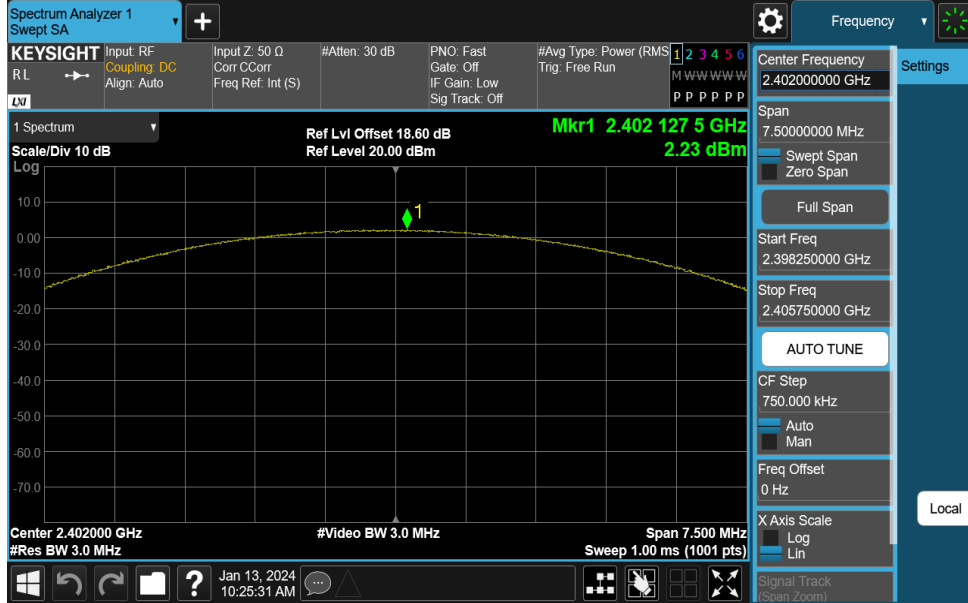 Spectrum Analyzer 1
Swept SA
+
Frequency
KEYSIGHT
RL
LXI
Input: RF
Coupling: DC
Align: Auto
Input Z: 50 Ω
Corr CCorr
Freq Ref: Int (S)
#Atten: 30 dB
PNO: Fast
Gate: Off
IF Gain: Low
Sig Track: Off
#Avg Type: Power (RMS
Trig: Free Run
1 2 3 4 5 6
M W W W W W
P P P P P P
1 Spectrum
Scale/Div 10 dB
Log
Ref Lvl Offset 18.60 dB
Ref Level 20.00 dBm
Mkr1 2.402 127 5 GHz
2.23 dBm
1
10.0
0.00
-10.0
-20.0
-30.0
-40.0
-50.0
-60.0
-70.0
Center 2.402000 GHz
#Res BW 3.0 MHz
#Video BW 3.0 MHz
Span 7.500 MHz
Sweep 1.00 ms (1001 pts)
Center Frequency
2.402000000 GHz
Span
7.50000000 MHz
Swept Span
Zero Span
Full Span
Start Freq
2.398250000 GHz
Stop Freq
2.405750000 GHz
AUTO TUNE
CF Step
750.000 kHz
Auto
Man
Freq Offset
0 Hz
X Axis Scale
Log
Lin
Signal Track
(Span Zoom)
Settings
Local
?
Jan 13, 2024
10:25:31 AM